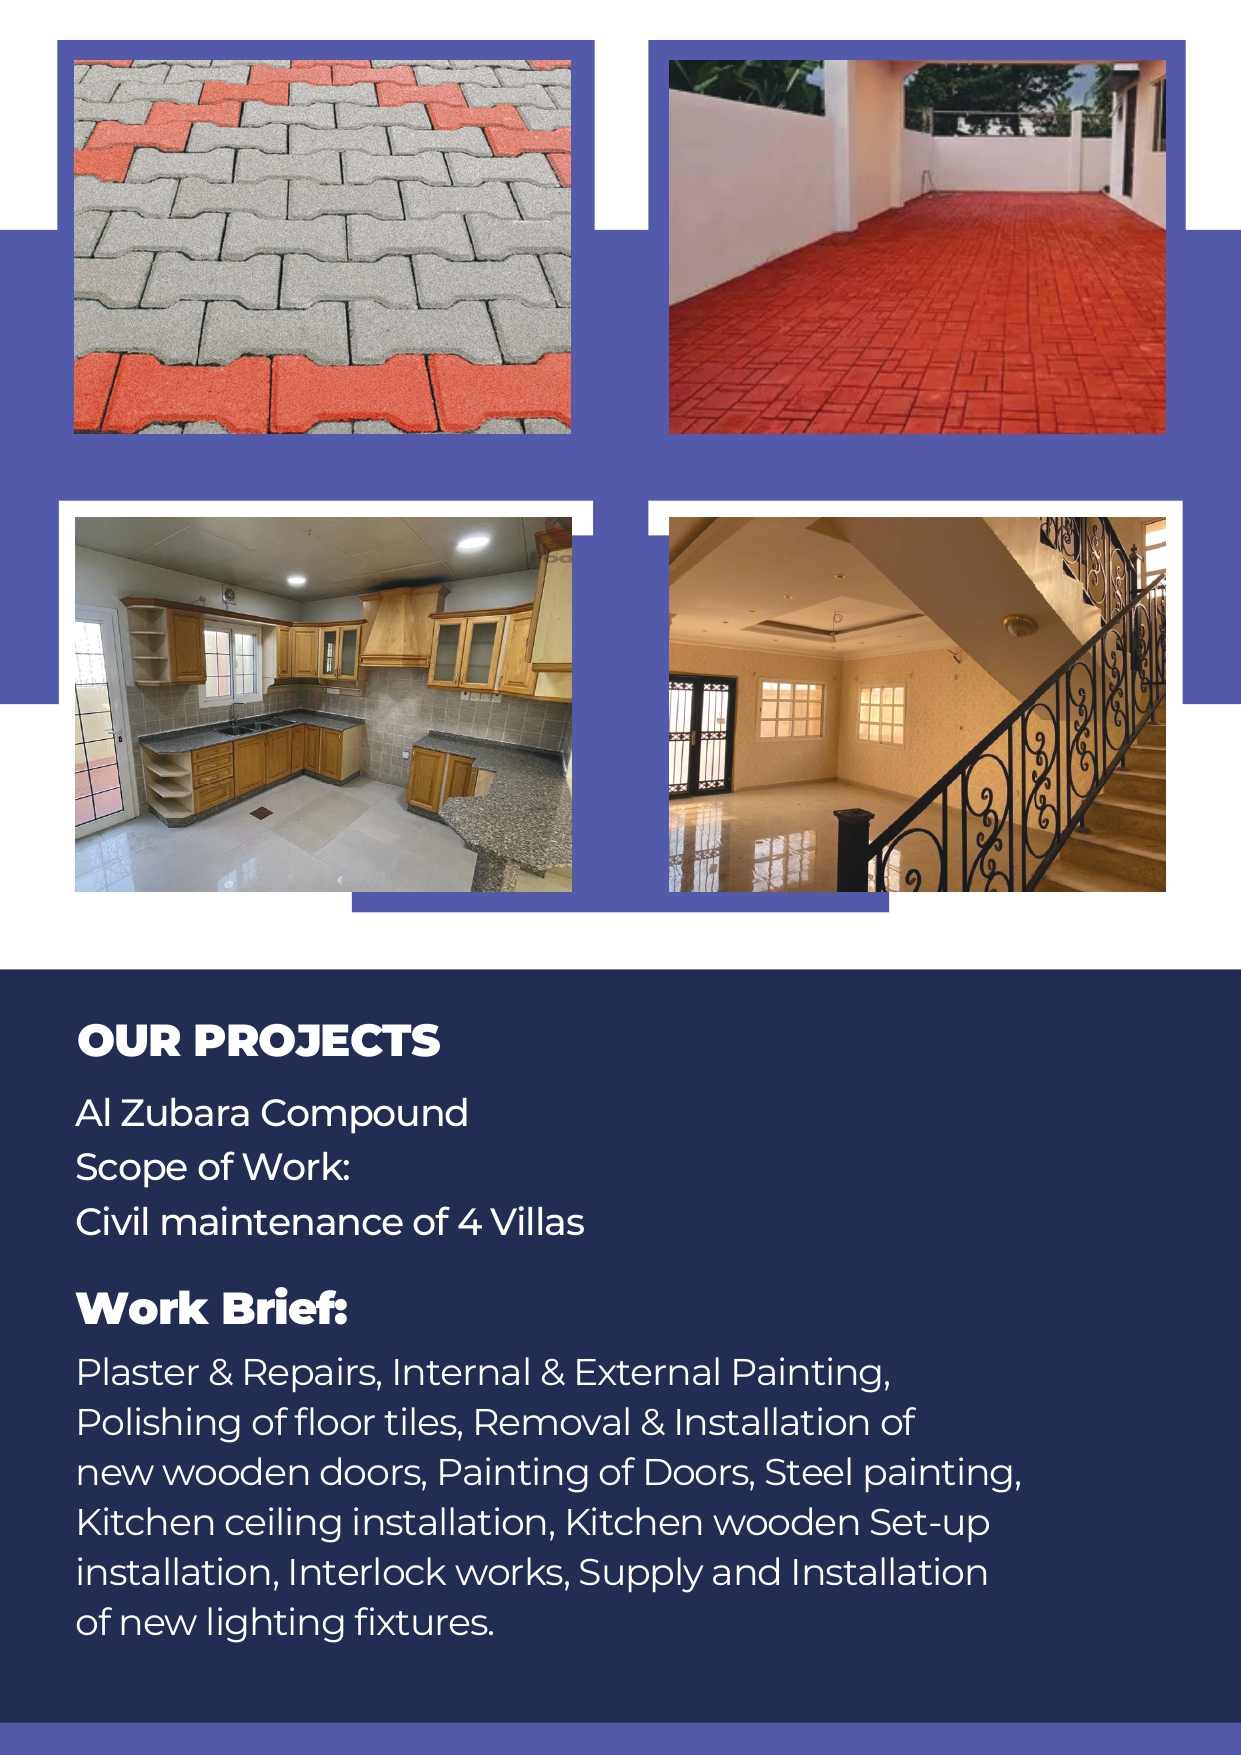 OUR PROJECTS
Al Zubara Compound
Scope of Work:
Civil maintenance of 4 Villas
Work Brief:
Plaster & Repairs, Internal & External Painting,
Polishing of floor tiles, Removal & Installation of
new wooden doors, Painting of Doors, Steel painting,
Kitchen ceiling installation, Kitchen wooden Set-up
installation, Interlock works, Supply and Installation
of new lighting fixtures.